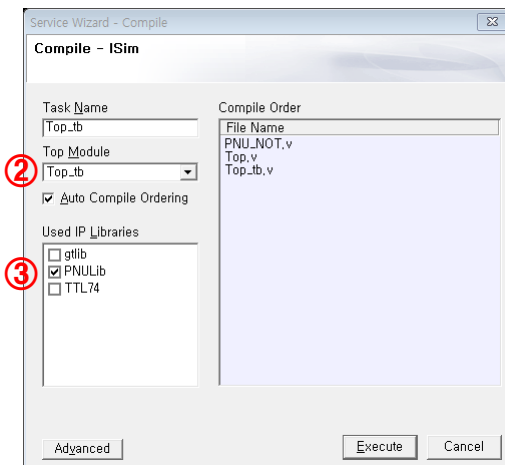 Service Wizard - Compile
Compile - ISim
Task Name
Top_tb
Top Module
② Top_tb
Auto Compile Ordering
Used IP Libraries
gtlib
③ PNULib
TTL74
Compile Order
File Name
PNU_NOT,v
Top,v
Top_tb,v
Advanced
Execute
Cancel